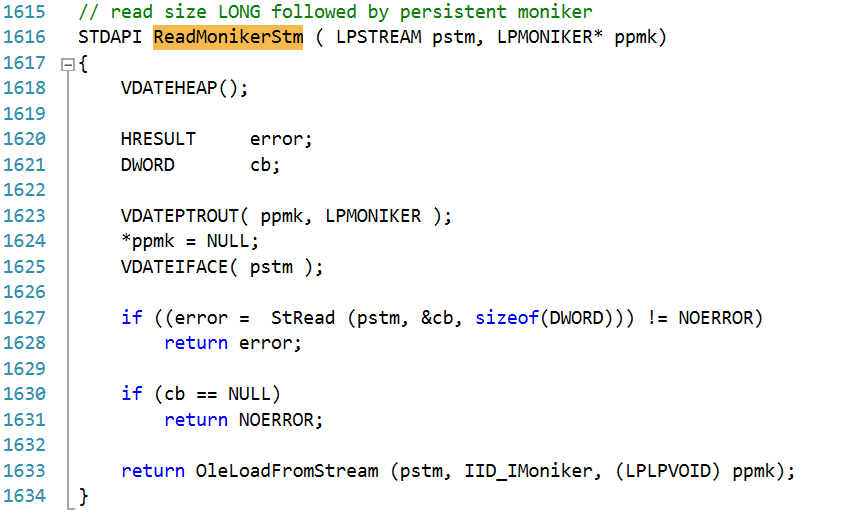 1615 // read size LONG followed by persistent moniker
1616 STDAPI ReadMonikerStm ( LPSTREAM pstm, LPMONIKER* ppmk)
1617 {
1618 VDATEHEAP();
1619
1620 HRESULT error;
1621 DWORD cb;
1622
1623 VDATEPTROUT( ppmk, LPMONIKER );
1624 *ppmk = NULL;
1625 VDATEIFACE( pstm );
1626
1627 if ((error = StRead (pstm, &cb, sizeof(DWORD))) != NOERROR)
1628 return error;
1629
1630 if (cb == NULL)
1631 return NOERROR;
1632
1633 return OleLoadFromStream (pstm, IID_IMoniker, (LPLPVOID) ppmk);
1634 }